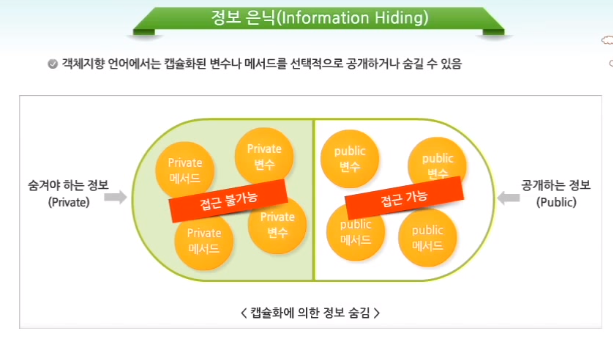 정보 은닉(Information Hiding)
객체지향 언어에서는 캡슐화된 변수나 메서드를 선택적으로 공개하거나 숨길 수 있음
숨겨야 하는 정보
(Private)
Private
메서드
Private
변수
접근 불가능
Private
메서드
Private
변수
public
변수
public
변수
접근 가능
public
메서드
public
메서드
공개하는 정보
(Public)
< 캡슐화에 의한 정보 숨김 >